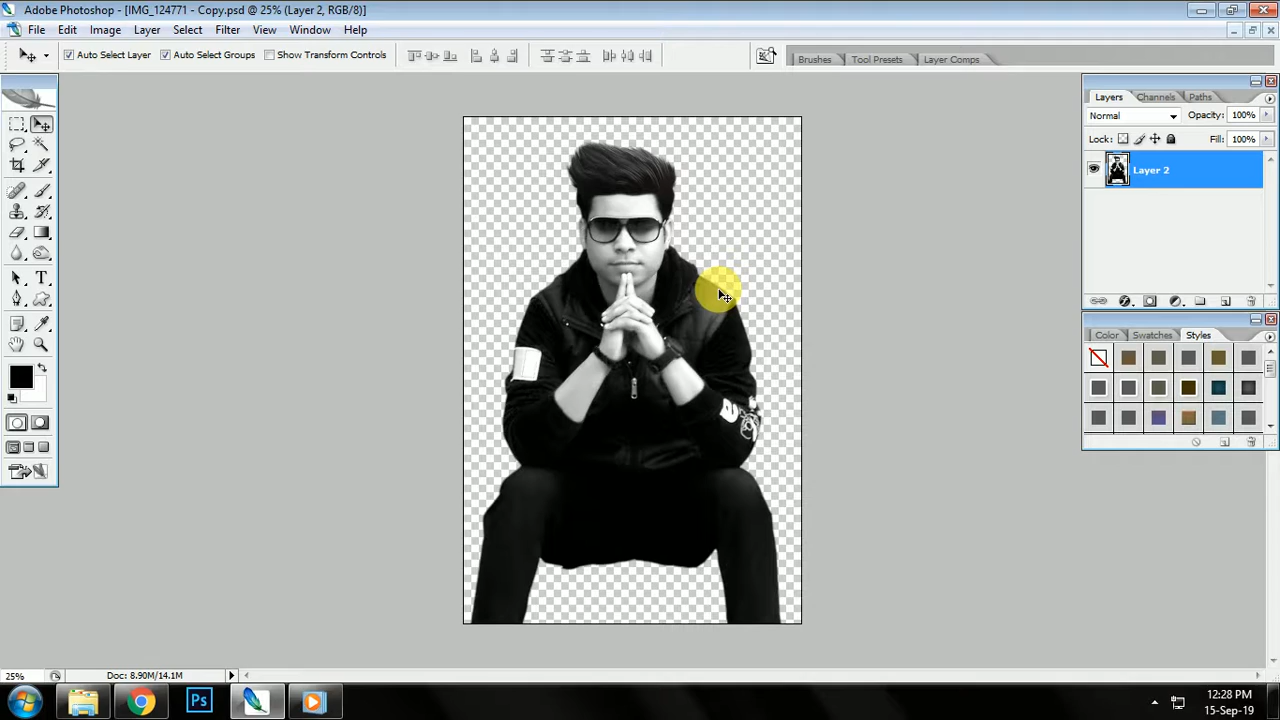 Adobe Photoshop - [IMG_124771 - Copy.psd @ 25% (Layer 2, RGB/8)]
File Edit Image Layer Select Filter View Window Help
Auto Select Layer Auto Select Groups Show Transform Controls Brushes Tool Presets Layer Comps
Layers Channels Paths
Normal Opacity: 100%
Lock: Fill: 100%
Layer 2
Color Swatches Styles
25% Doc: 8.90M/14.1M
Ps
12:28 PM
15-Sep-19